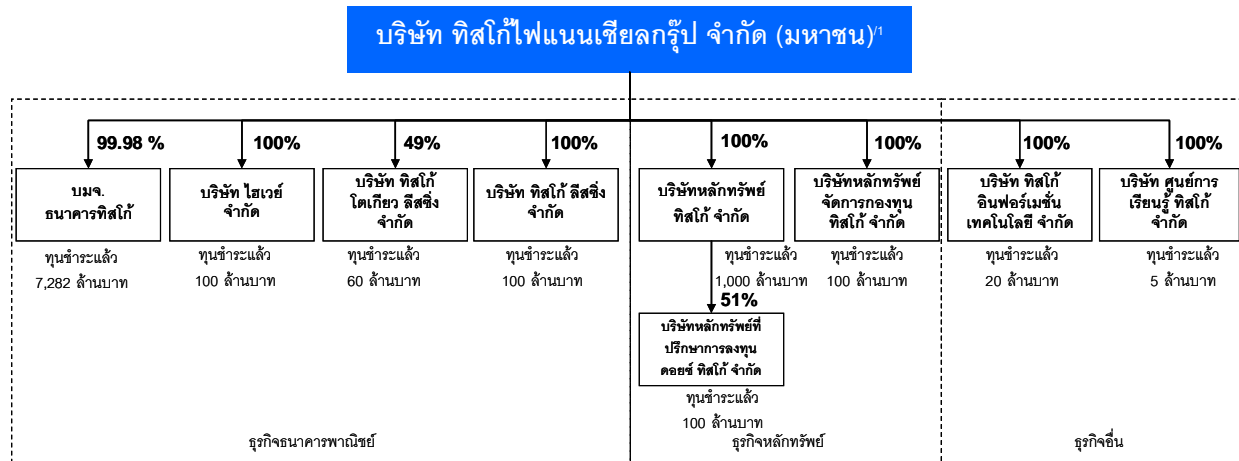 บริษัท ทิสโก้ไฟแนนเชียลกรุ๊ป จำกัด (มหาชน)/1
99.98 %
100%
49%
100%
100%
100%
100%
100%
บมจ.
ธนาคารทิสโก้
บริษัท ไฮเวย์
จำกัด
บริษัท ทิสโก้
โตเกียว ลีสซิ่ง
จำกัด
บริษัท ทิสโก้ ลีสซิ่ง
จำกัด
บริษัทหลักทรัพย์
ทิสโก้ จำกัด
บริษัทหลักทรัพย์
จัดการกองทุน
ทิสโก้ จำกัด
บริษัท ทิสโก้
อินฟอร์เมชั่น
เทคโนโลยี จำกัด
บริษัท ศูนย์การ
เรียนรู้ ทิสโก้
จำกัด
ทุนชำระแล้ว
7,282 ล้านบาท
ทุนชำระแล้ว
100 ล้านบาท
ทุนชำระแล้ว
60 ล้านบาท
ทุนชำระแล้ว
100 ล้านบาท
ทุนชำระแล้ว
1,000 ล้านบาท
ทุนชำระแล้ว
100 ล้านบาท
ทุนชำระแล้ว
20 ล้านบาท
ทุนชำระแล้ว
5 ล้านบาท
51%
บริษัทหลักทรัพย์ที่
ปรึกษาการลงทุน
ดอยซ์ ทิสโก้ จำกัด
ทุนชำระแล้ว
100 ล้านบาท
ธุรกิจธนาคารพาณิชย์
ธุรกิจหลักทรัพย์
ธุรกิจอื่น